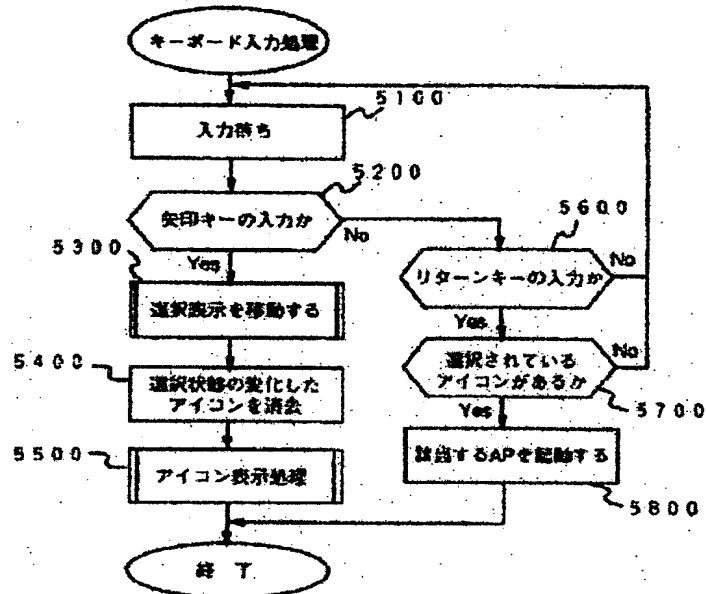 キーボード入力処理
5100
入力待ち
5200
矢印キーの入力か
No
5600
5300
Yes
リターンキーの入力か
No
選択表示を移動する
Yes
5400
選択状態の変化した
アイコンを消去
選択されている
アイコンがあるか
No
5700
Yes
5500
アイコン表示処理
該当するAPを起動する
5800
終了